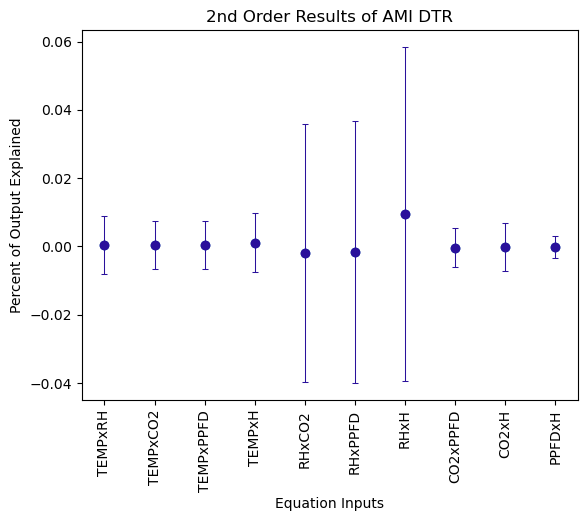 2nd Order Results of AMI DTR
Percent of Output Explained
0.06
0.04
0.02
0.00
−0.02
−0.04
TEMPxRH
TEMPxCO2
TEMPxPPFD
TEMPxH
RHxCO2
RHxPPFD
RHxH
CO2xPPFD
CO2xH
PPFDxH
Equation Inputs